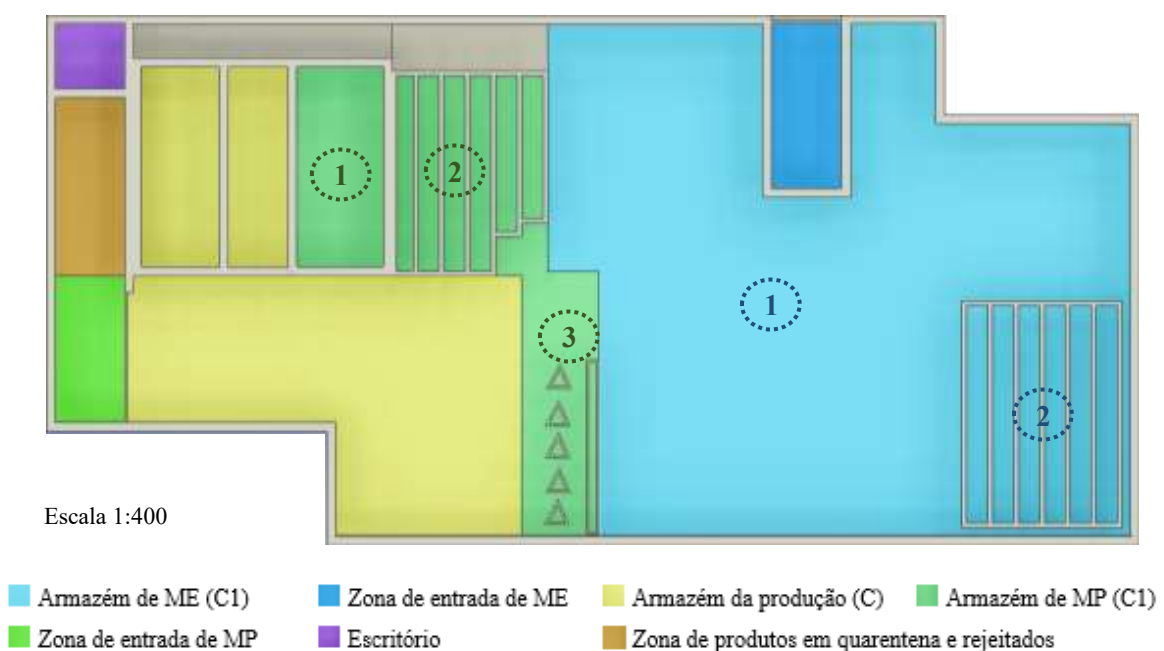 1
2
3
1
2
Escala 1:400
Armazém de ME (C1)
Zona de entrada de ME
Armazém da produção (C)
Armazém de MP (C1)
Zona de entrada de MP
Escritório
Zona de produtos em quarentena e rejeitados